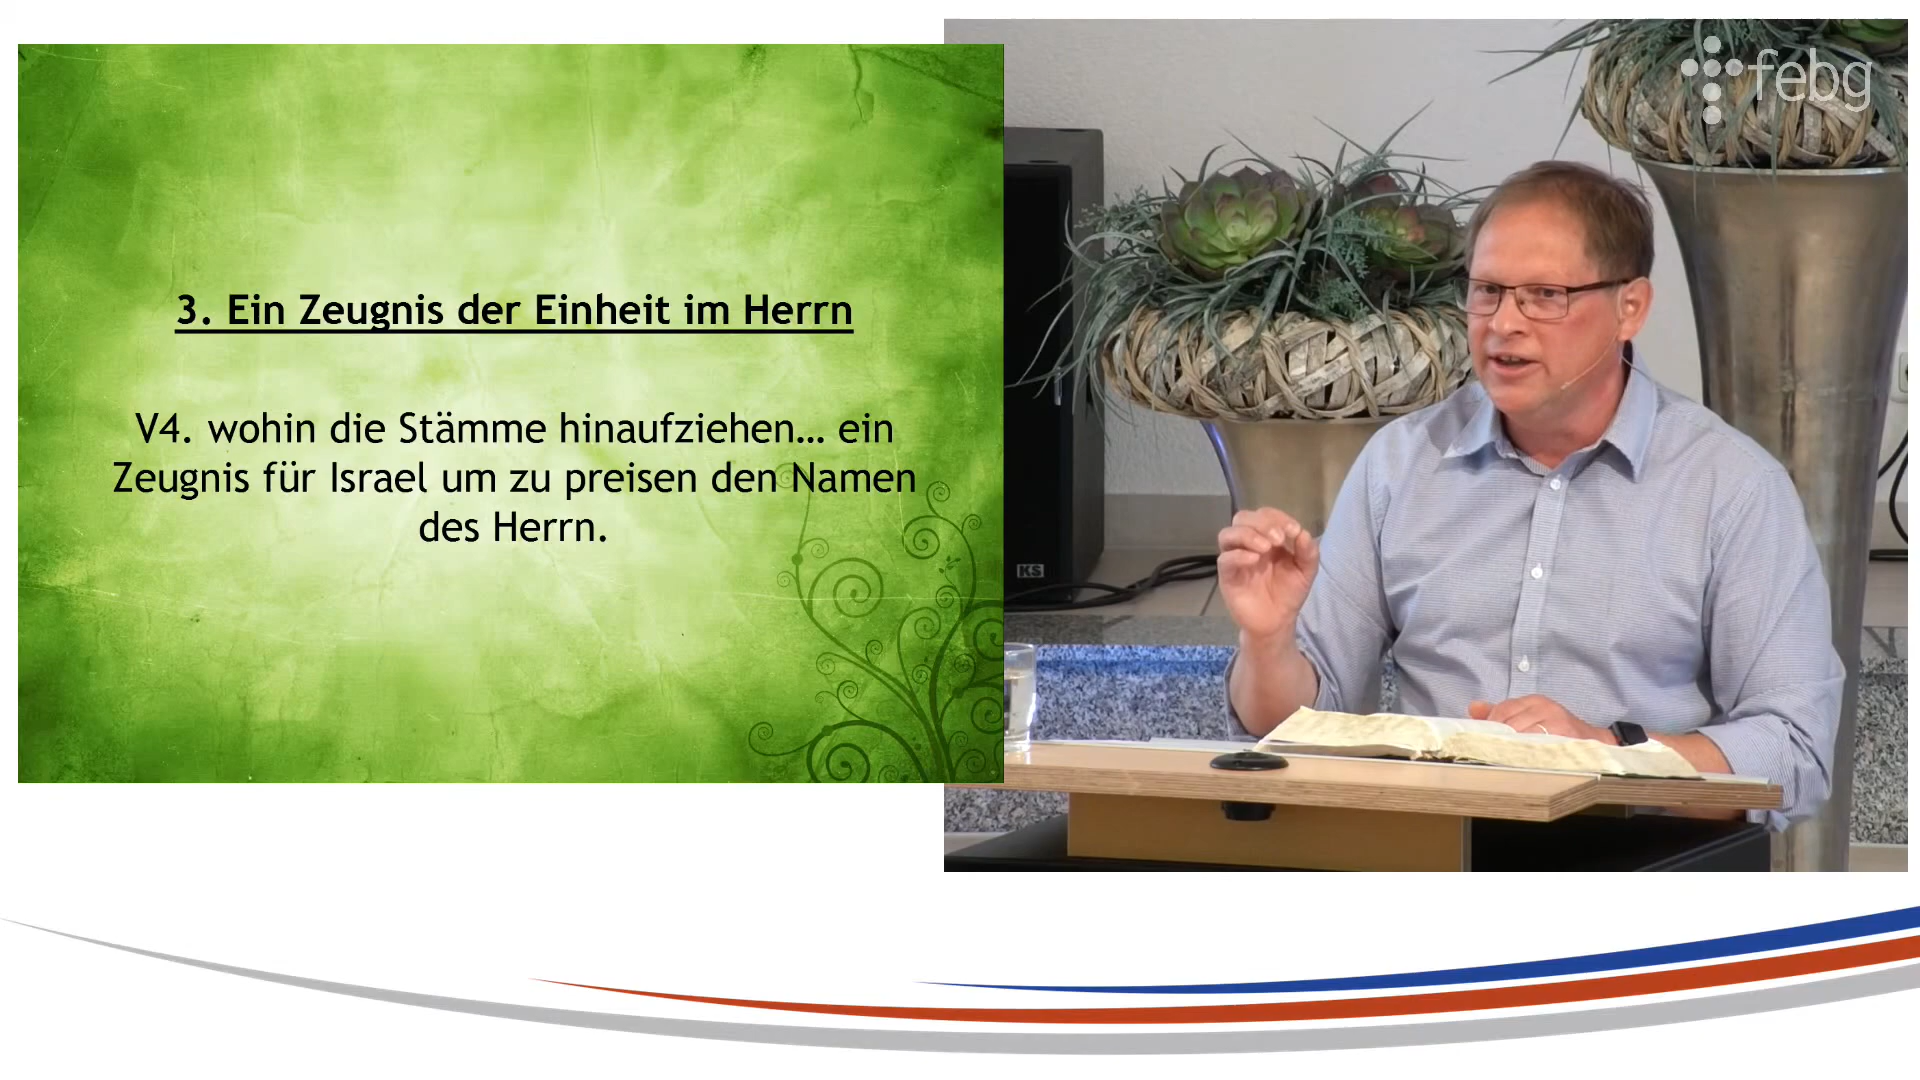 3. Ein Zeugnis der Einheit im Herrn
V4. wohin die Stämme hinaufziehen… ein
Zeugnis für Israel um zu preisen den Namen
des Herrn.
febg
KS